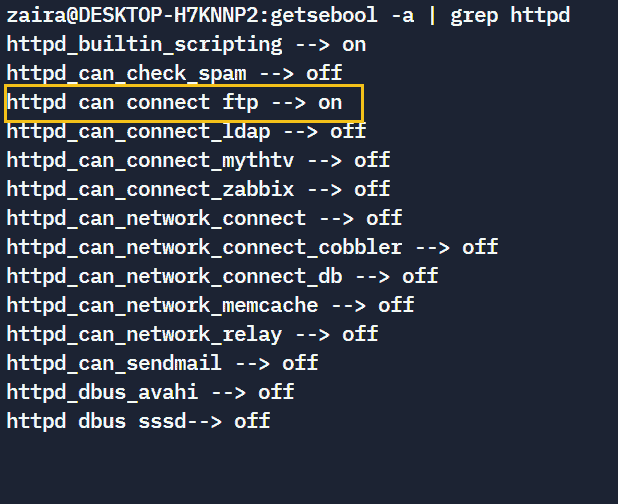 zaira@DESKTOP-H7KNNP2:getsebool -a | grep httpd
httpd_builtin_scripting --> on
httpd_can_check_spam --> off
httpd can connect ftp --> on
httpd_can_connect_ldap --> off
httpd_can_connect_mythtv --> off
httpd_can_connect_zabbix --> off
httpd_can_network_connect --> off
httpd_can_network_connect_cobbler --> off
httpd_can_network_connect_db --> off
httpd_can_network_memcache --> off
httpd_can_network_relay --> off
httpd_can_sendmail --> off
httpd_dbus_avahi --> off
httpd dbus sssd--> off